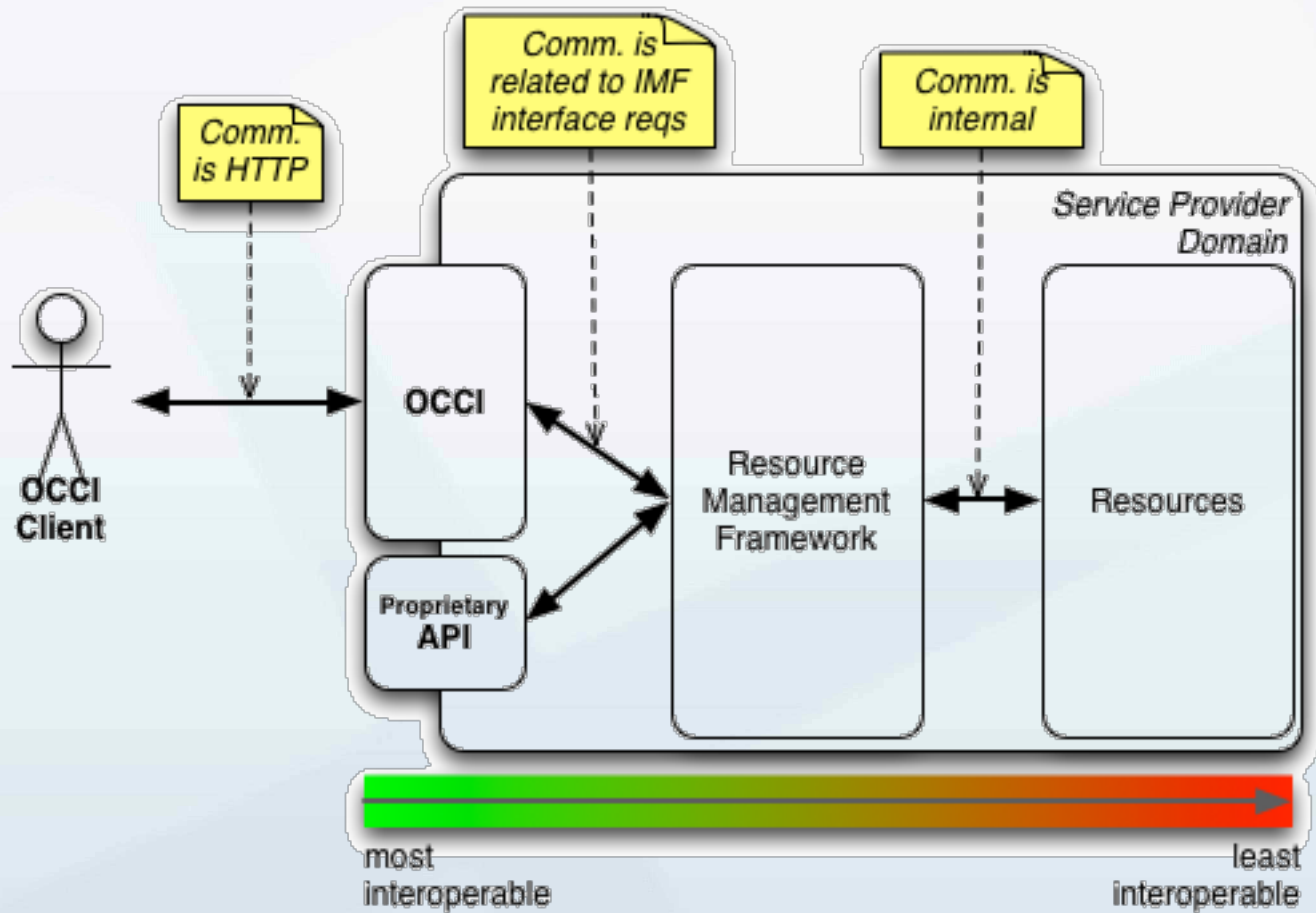 Comm. is
related to IMF
interface reqs
Comm. is
internal
Comm.
is HTTP
Service Provider
Domain
OCCI
Client
OCCI
Proprietary
API
Resource
Management
Framework
Resources
most
interoperable
least
interoperable